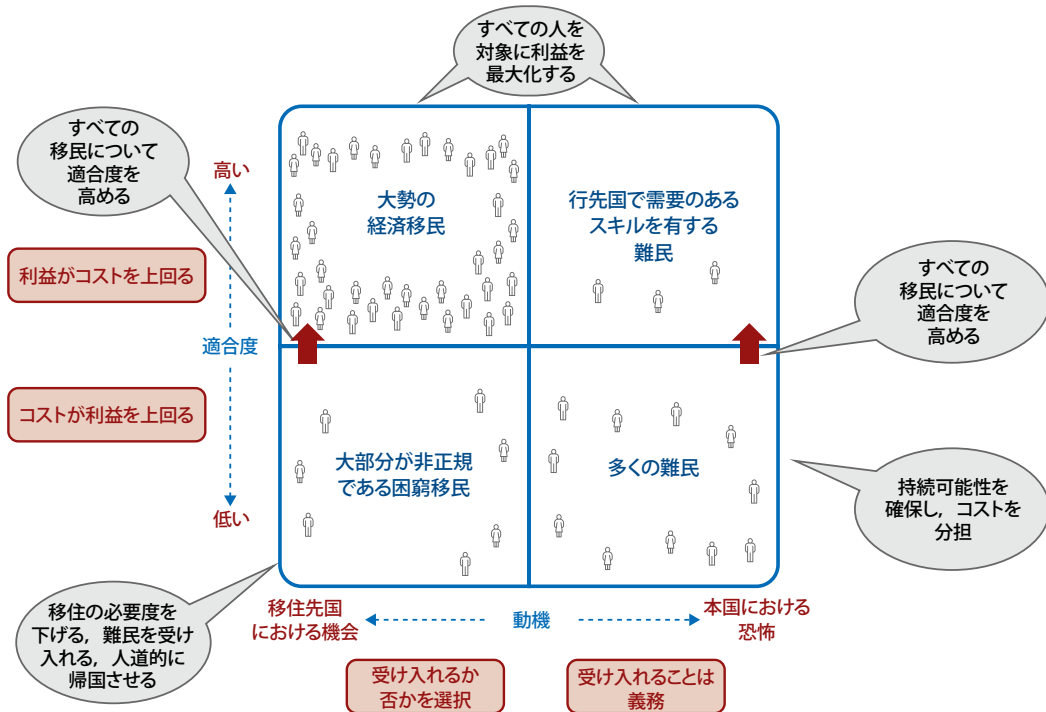 すべての人を
対象に利益を
最大化する
すべての
移民について
適合度を
高める
高い
大勢の
経済移民
行先国で需要のある
スキルを有する
難民
利益がコストを上回る
すべての
移民について
適合度を
高める
適合度
コストが利益を上回る
大部分が非正規
である困窮移民
多くの難民
低い
持続可能性を
確保し，コストを
分担
移住の必要度を
下げる，難民を受け
入れる，人道的に
帰国させる
移住先国
における機会
動機
本国における
恐怖
受け入れるか
否かを選択
受け入れることは
義務